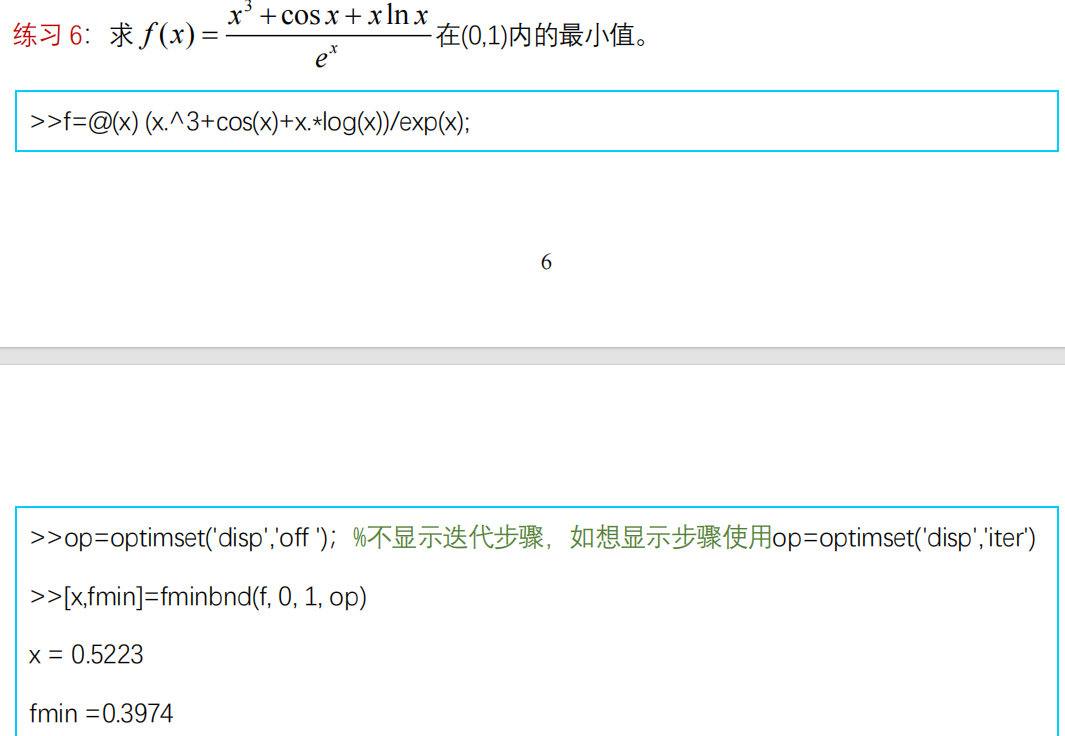 练习 6：求 f(x) = (x³ + cos x + x ln x) / eˣ 在(0,1)内的最小值。
>>f=@(x) (x.^3+cos(x)+x.*log(x))/exp(x);
6
>>op=optimset('disp','off ');  %不显示迭代步骤，如想显示步骤使用op=optimset('disp','iter')
>>[x,fmin]=fminbnd(f, 0, 1, op)
x = 0.5223
fmin =0.3974